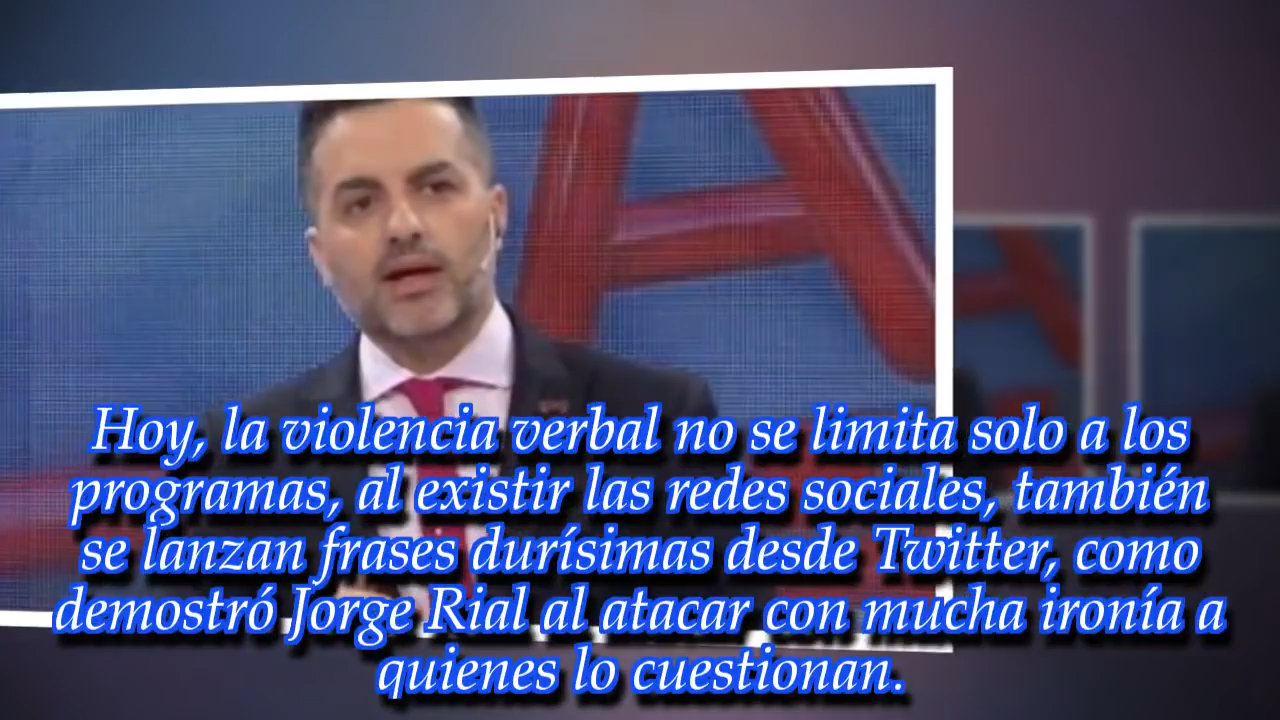 Hoy, la violencia verbal no se limita solo a los
programas, al existir las redes sociales, también
se lanzan frases durísimas desde Twitter, como
demostró Jorge Rial al atacar con mucha ironía a
quienes lo cuestionan.